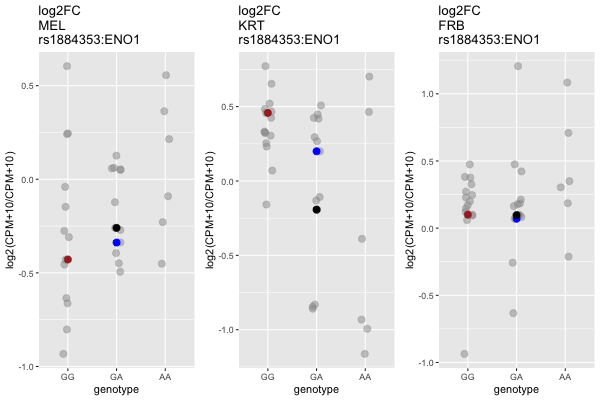 log2FC
MEL
rs1884353:ENO1
log2(CPM+10/CPM+10)
0.5
0.0
-0.5
-1.0
GG
GA
AA
genotype
log2FC
KRT
rs1884353:ENO1
log2(CPM+10/CPM+10)
0.5
0.0
-0.5
-1.0
GG
GA
AA
genotype
log2FC
FRB
rs1884353:ENO1
log2(CPM+10/CPM+10)
1.0
0.5
0.0
-0.5
-1.0
GG
GA
AA
genotype